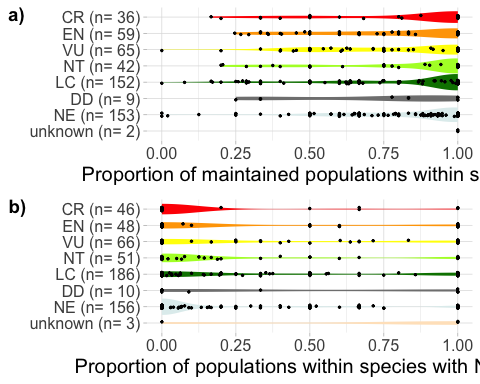 a)
CR (n= 36)
EN (n= 59)
VU (n= 65)
NT (n= 42)
LC (n= 152)
DD (n= 9)
NE (n= 153)
unknown (n= 2)
0.00 0.25 0.50 0.75 1.00
Proportion of maintained populations within s
b)
CR (n= 46)
EN (n= 48)
VU (n= 66)
NT (n= 51)
LC (n= 186)
DD (n= 10)
NE (n= 156)
unknown (n= 3)
0.00 0.25 0.50 0.75 1.00
Proportion of populations within species with N